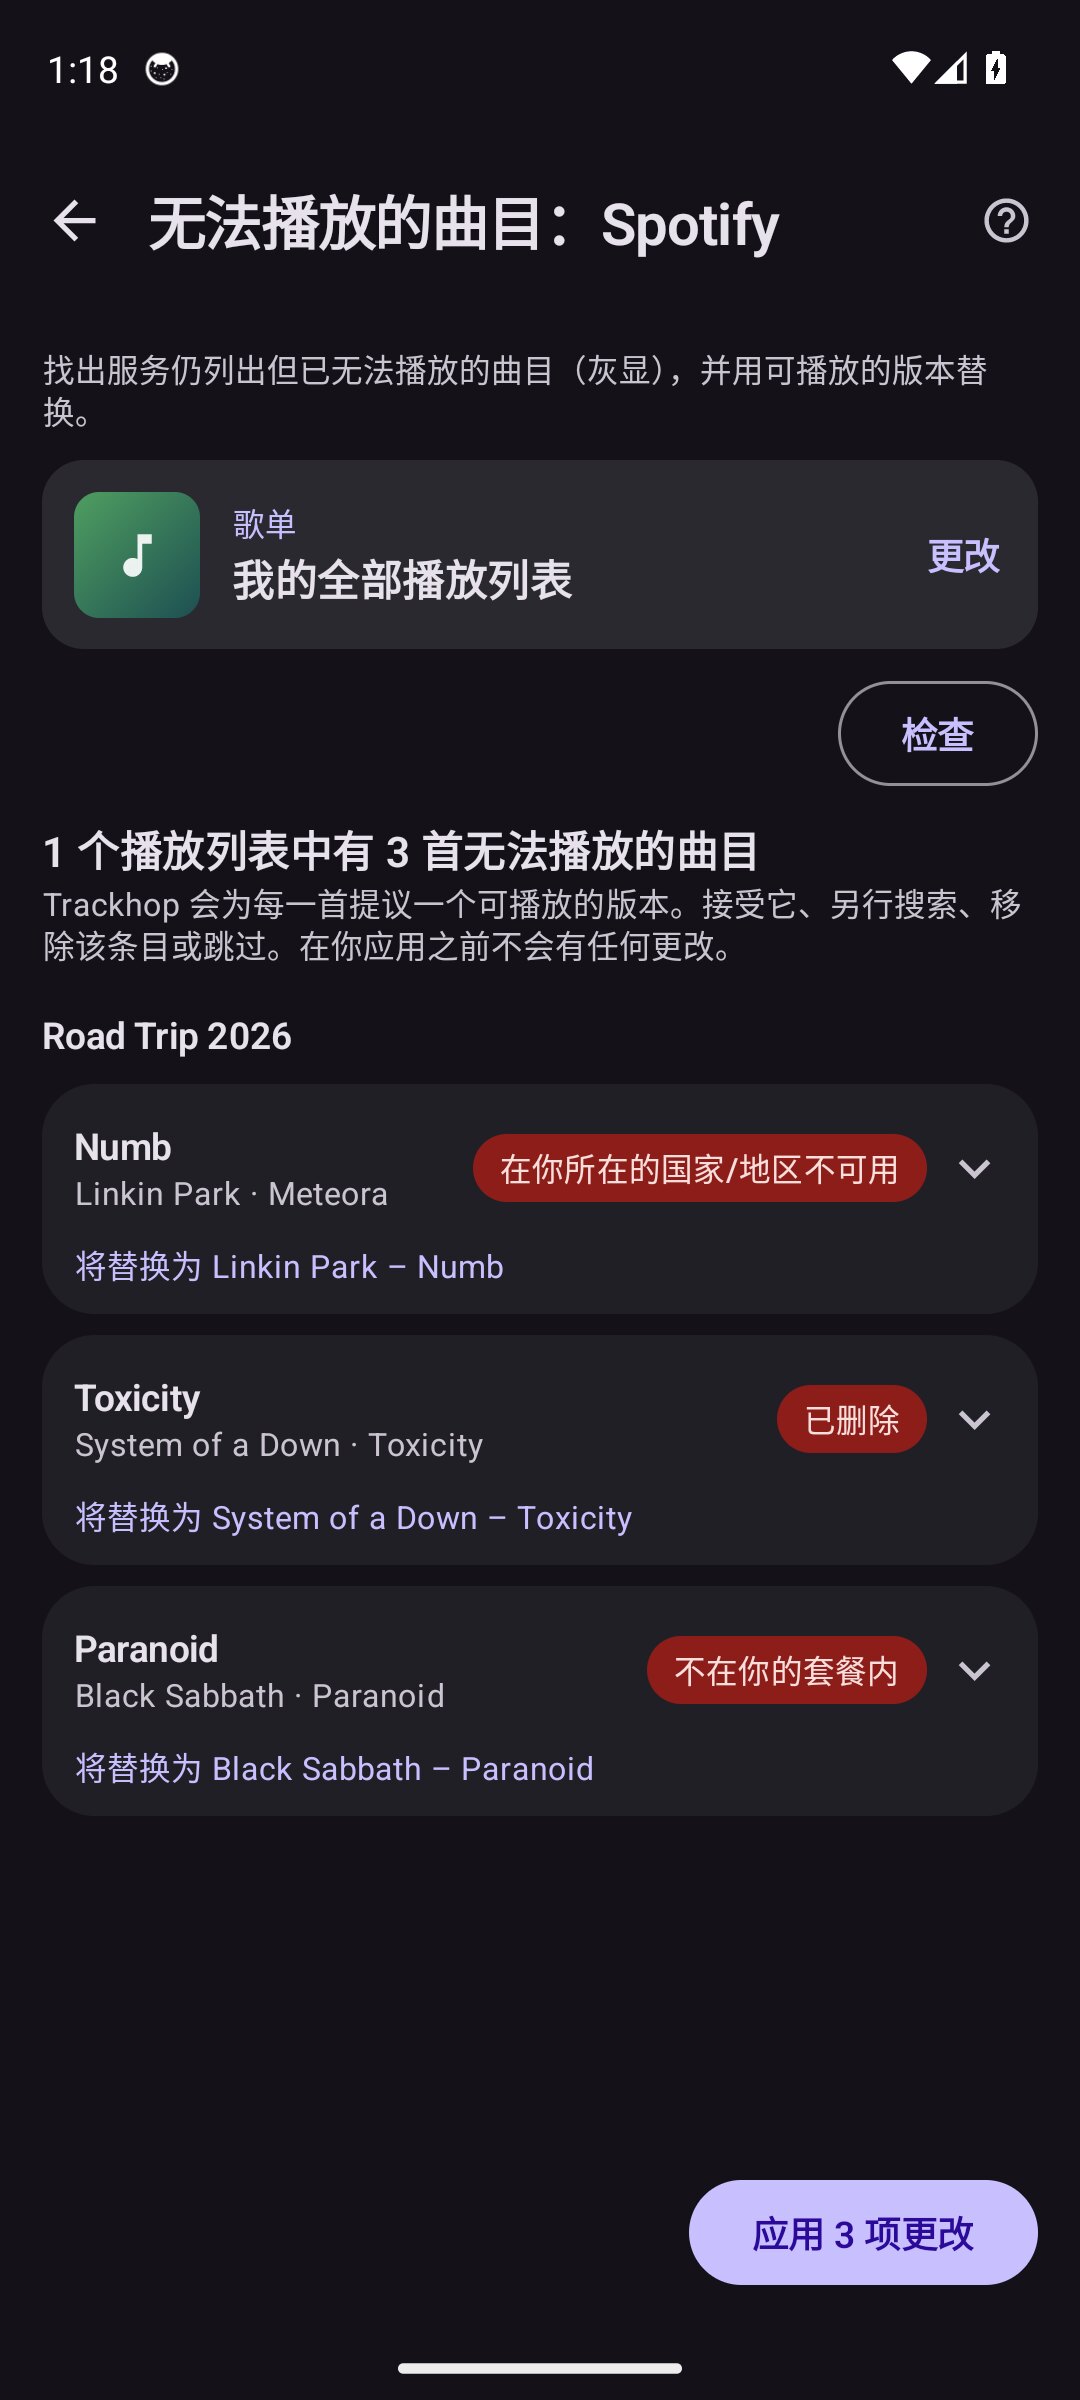 1:18
无法播放的曲目：Spotify
找出服务仍列出但已无法播放的曲目（灰显），并用可播放的版本替
换。
歌单
我的全部播放列表
更改
检查
1 个播放列表中有 3 首无法播放的曲目
Trackhop 会为每一首提议一个可播放的版本。接受它、另行搜索、移
除该条目或跳过。在你应用之前不会有任何更改。
Road Trip 2026
Numb
Linkin Park · Meteora
在你所在的国家/地区不可用
将替换为 Linkin Park – Numb
Toxicity
System of a Down · Toxicity
已删除
将替换为 System of a Down – Toxicity
Paranoid
Black Sabbath · Paranoid
不在你的套餐内
将替换为 Black Sabbath – Paranoid
应用 3 项更改